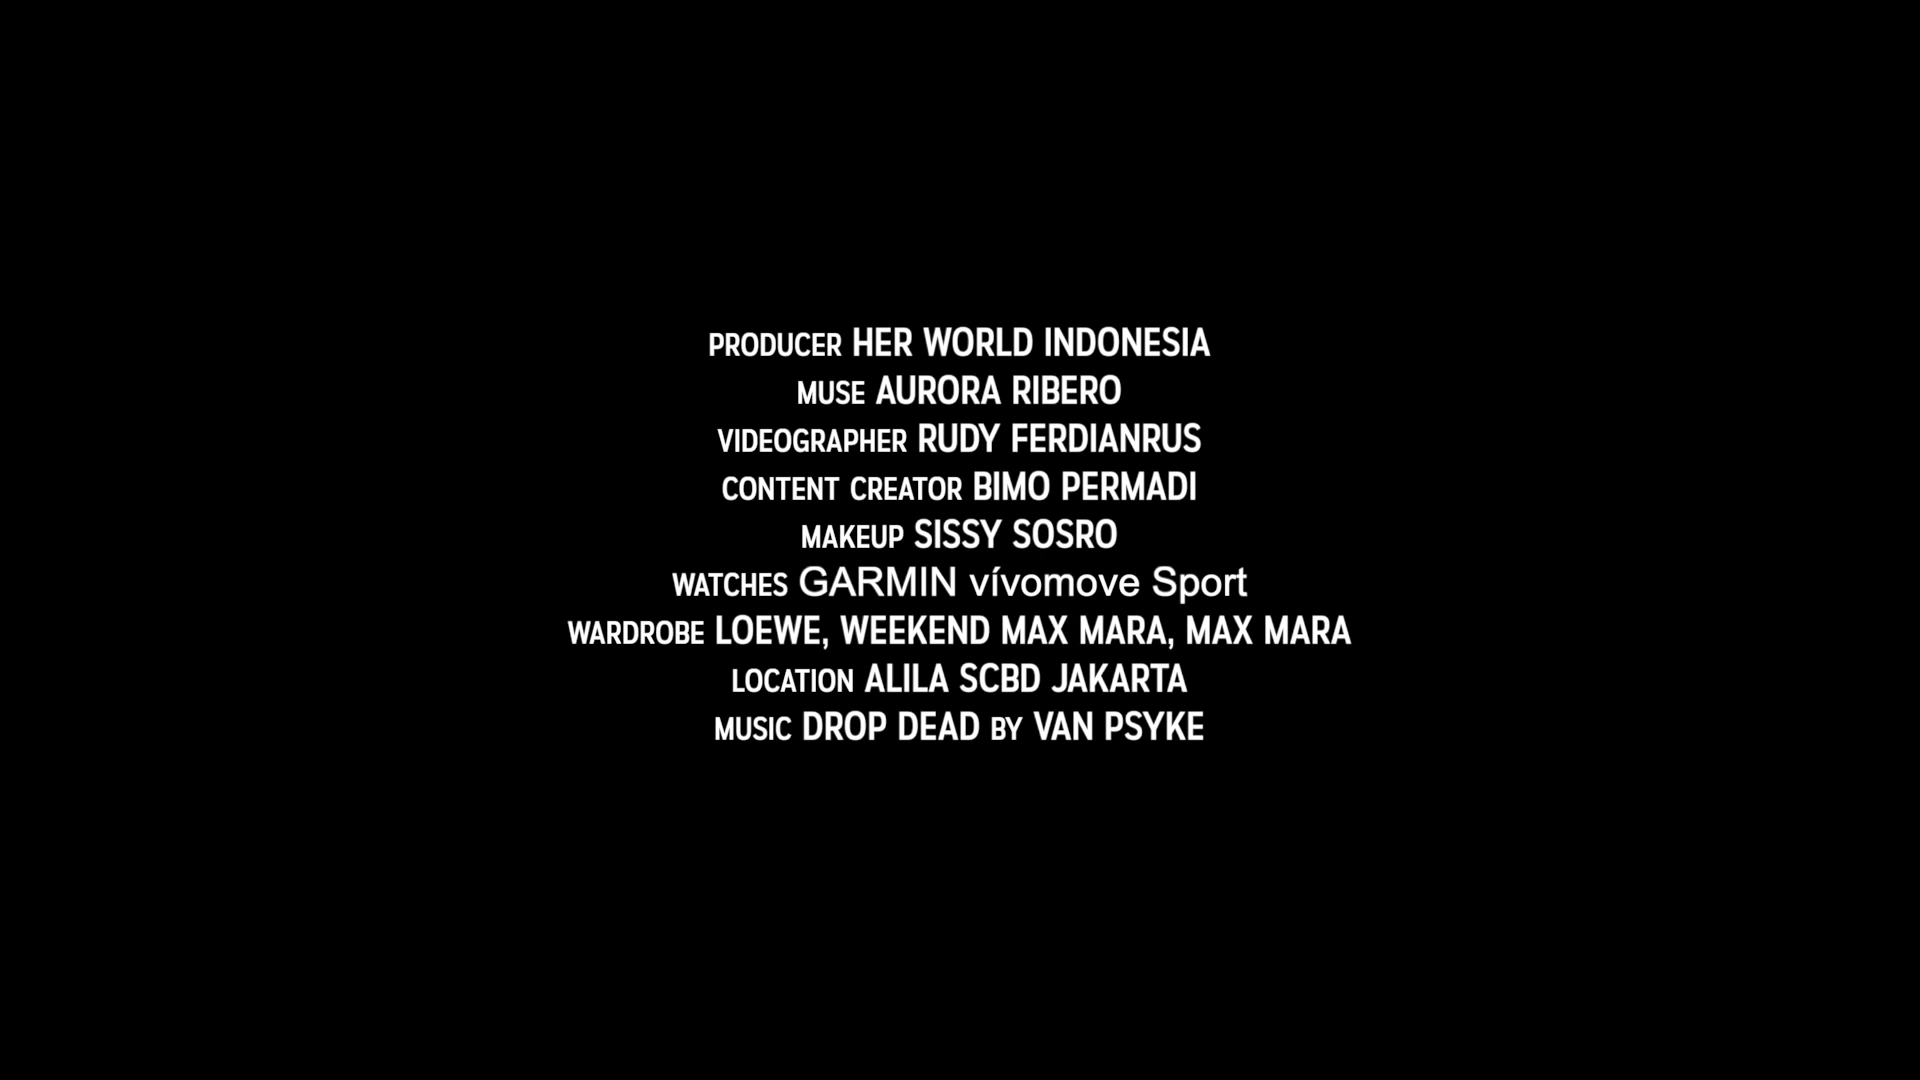 PRODUCER HER WORLD INDONESIA
MUSE AURORA RIBERO
VIDEOGRAPHER RUDY FERDIANRUS
CONTENT CREATOR BIMO PERMADI
MAKEUP SISSY SOSRO
WATCHES GARMIN vívomove Sport
WARDROBE LOEWE, WEEKEND MAX MARA, MAX MARA
LOCATION ALILA SCBD JAKARTA
MUSIC DROP DEAD BY VAN PSYKE